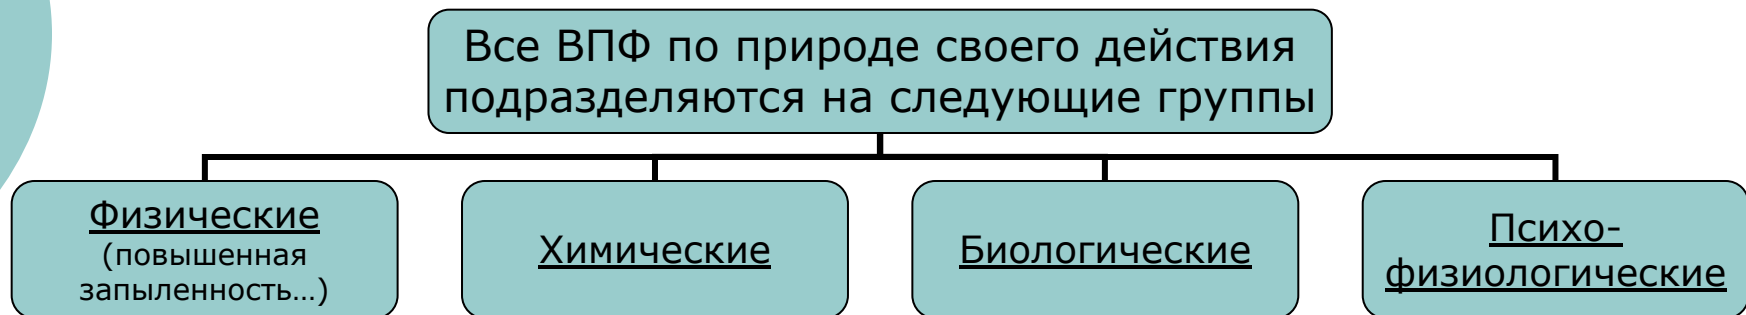 Все ВПФ по природе своего действия
подразделяются на следующие группы
Физические
(повышенная
запыленность…)
Химические
Биологические
Психо-
физиологические